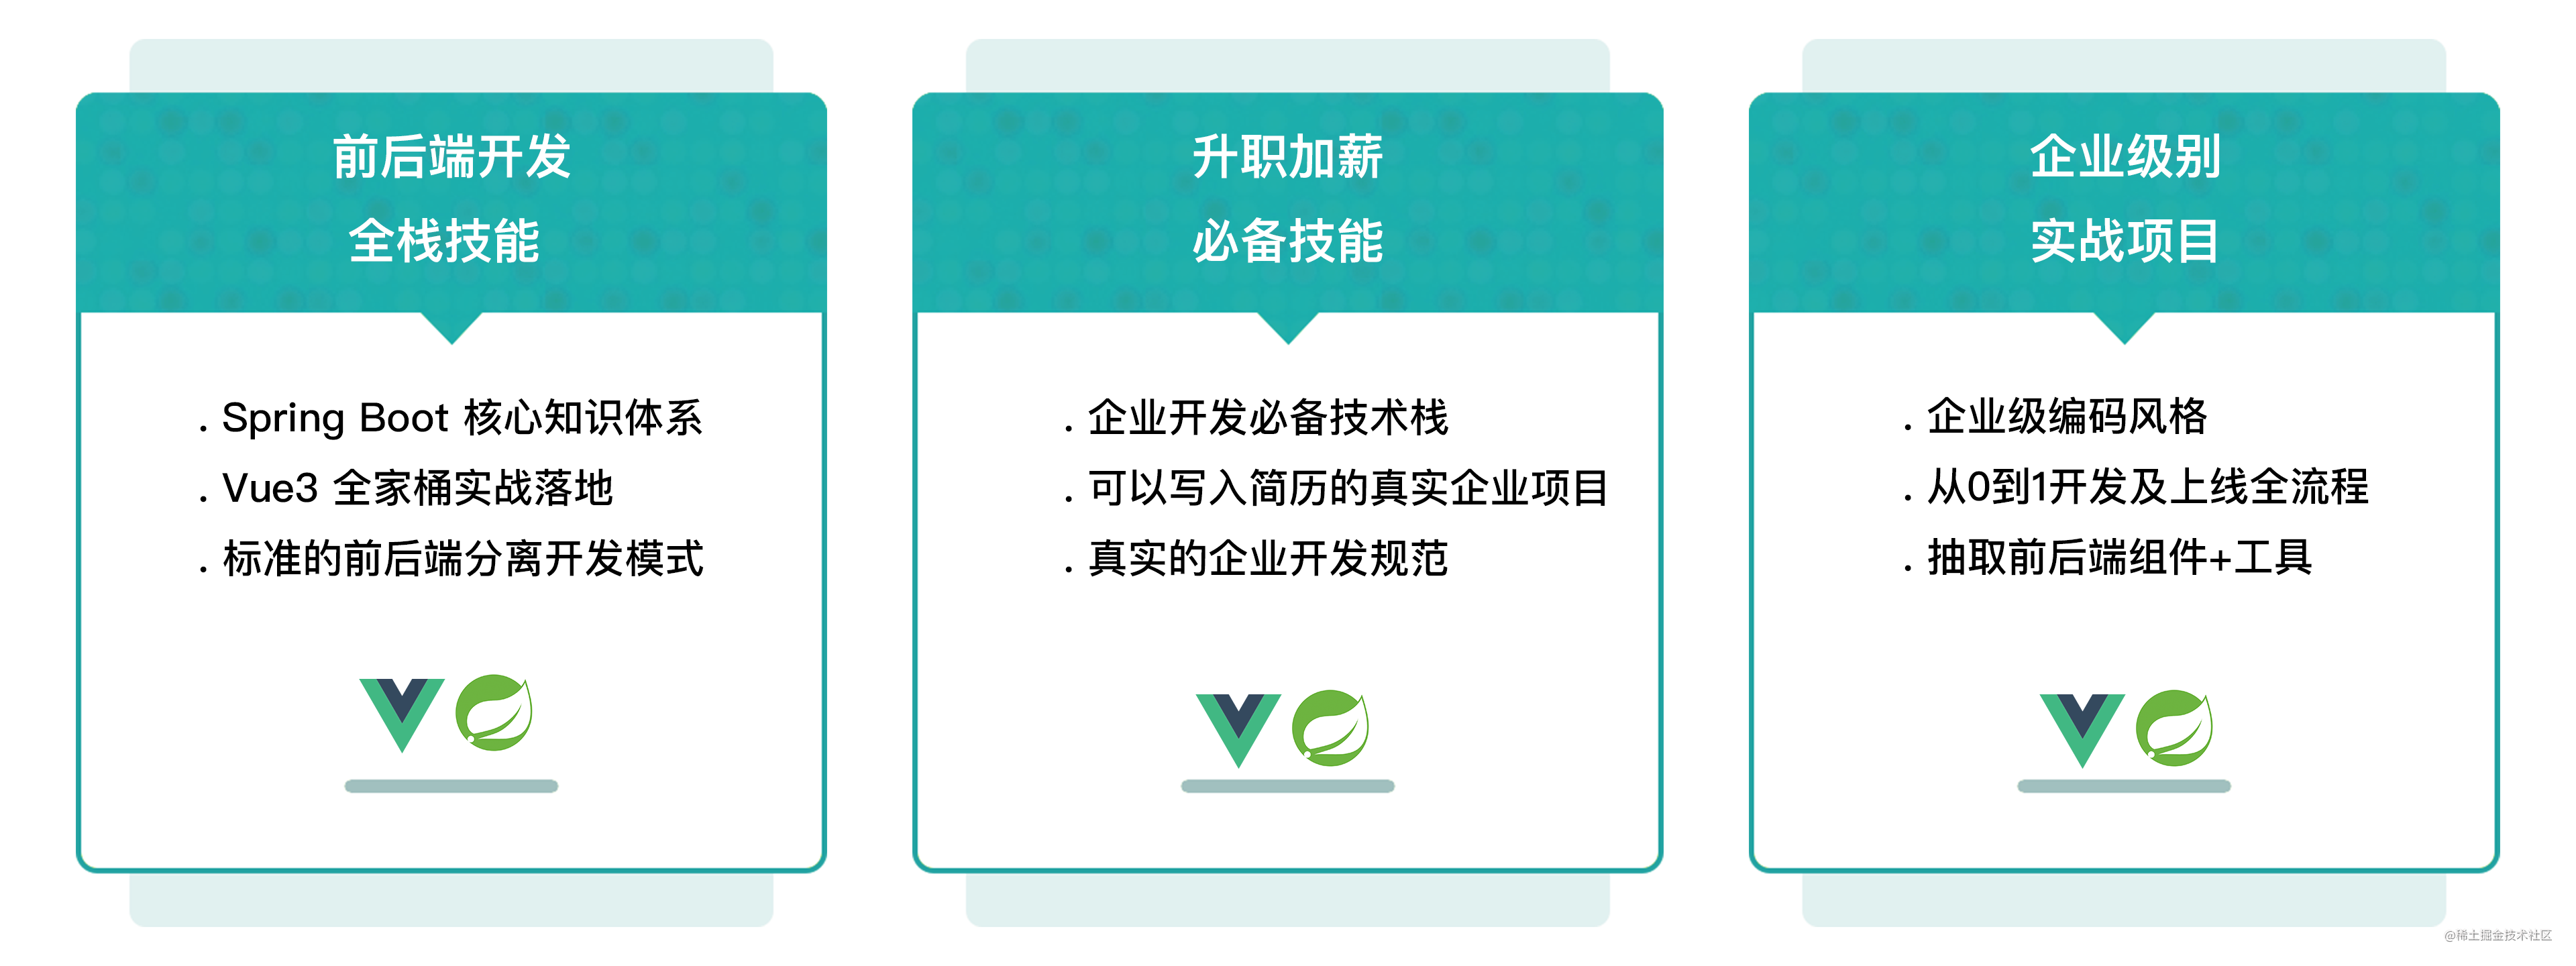 前后端开发
全栈技能
. Spring Boot 核心知识体系
. Vue3 全家桶实战落地
. 标准的前后端分离开发模式
升职加薪
必备技能
. 企业开发必备技术栈
. 可以写入简历的真实企业项目
. 真实的企业开发规范
企业级别
实战项目
. 企业级编码风格
. 从0到1开发及上线全流程
. 抽取前后端组件+工具
@稀土掘金技术社区